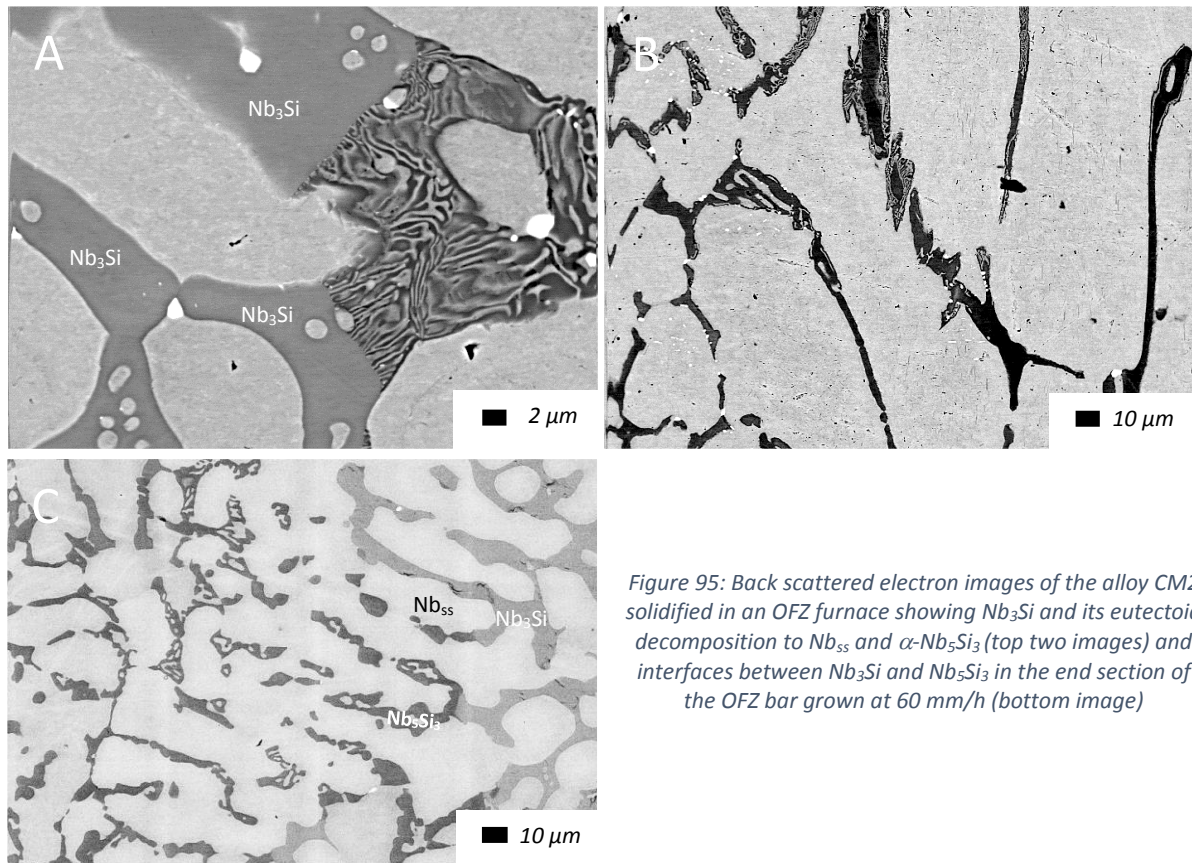 A
Nb₃Si
Nb₃Si
Nb₃Si
2 µm
B
10 µm
C
Nb₃Si
Nbₛₛ
Nb₅Si₃
10 µm
Figure 95: Back scattered electron images of the alloy CM2
solidified in an OFZ furnace showing Nb₃Si and its eutectoid
decomposition to Nbₛₛ and α-Nb₅Si₃ (top two images) and
interfaces between Nb₃Si and Nb₅Si₃ in the end section of
the OFZ bar grown at 60 mm/h (bottom image)